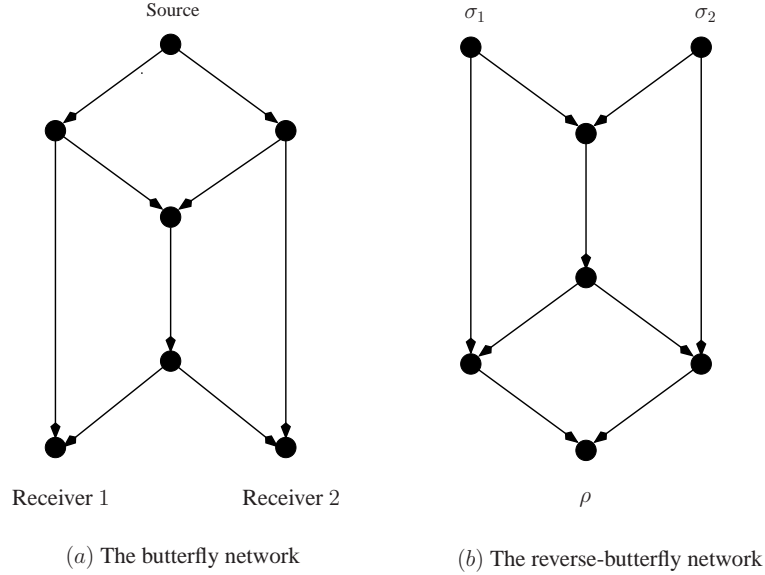 Source
σ₁ σ₂
Receiver 1 Receiver 2
ρ
(a) The butterfly network
(b) The reverse-butterfly network